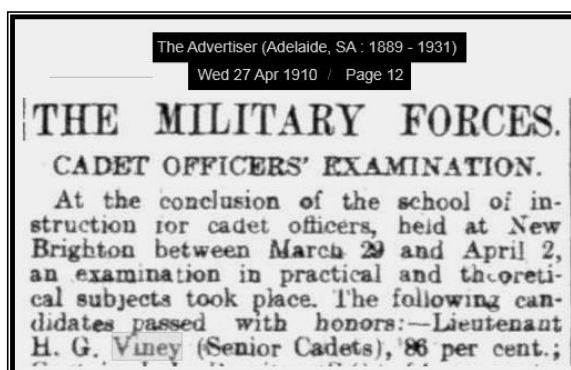 The Advertiser (Adelaide, SA : 1889 - 1931)
Wed 27 Apr 1910 / Page 12
THE MILITARY FORCES.
CADET OFFICERS' EXAMINATION.
At the conclusion of the school of in-
struction for cadet officers, held at New
Brighton between March 29 and April 2,
an examination in practical and theoreti-
cal subjects took place. The following can-
didates passed with honors:—Lieutenant
H. G. Viney (Senior Cadets), 86 per cent.;